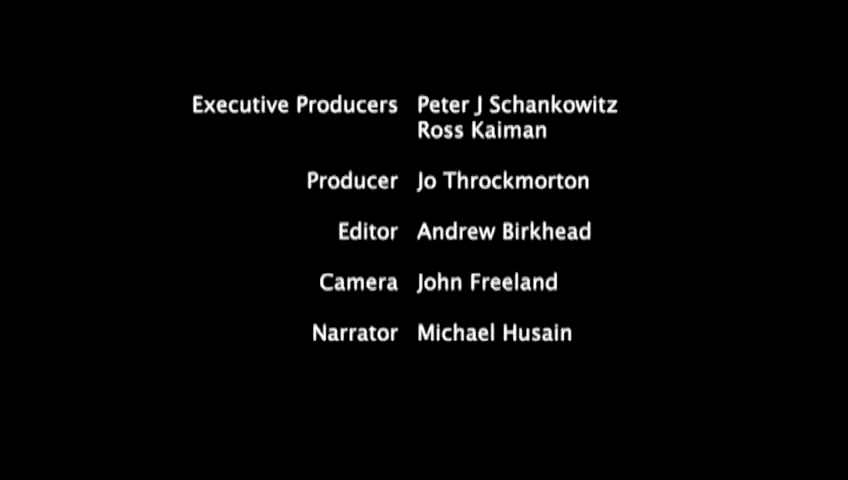 Executive Producers Peter J Schankowitz
Ross Kaiman
Producer Jo Throckmorton
Editor Andrew Birkhead
Camera John Freeland
Narrator Michael Husain